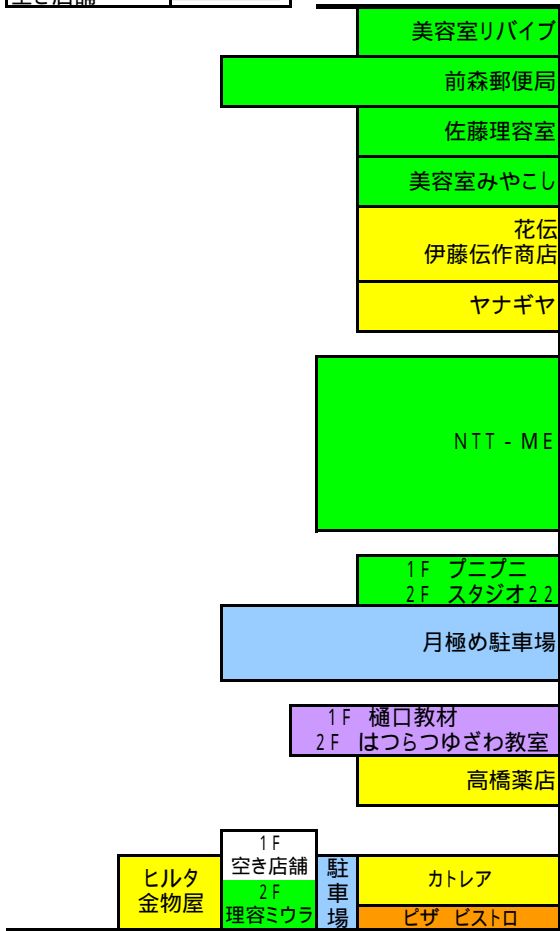 空き店舗
美容室リバイブ
前森郵便局
佐藤理容室
美容室みやこし
花伝
伊藤伝作商店
ヤナギヤ
NTT-ME
1F プニプニ
2F スタジオ22
月極め駐車場
1F 樋口教材
2F はつらつゆざわ教室
高橋薬店
1F
空き店舗
2F
理容ミウラ
ヒルタ
金物屋
駐車場
カトレア
ピザ ビストロ